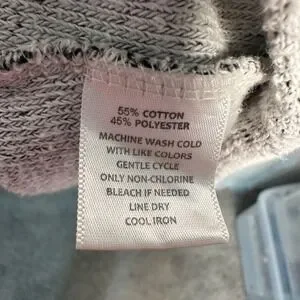 55% COTTON
45% POLYESTER
MACHINE WASH COLD
WITH LIKE COLORS
GENTLE CYCLE
ONLY NON-CHLORINE
BLEACH IF NEEDED
LINE DRY
COOL IRON